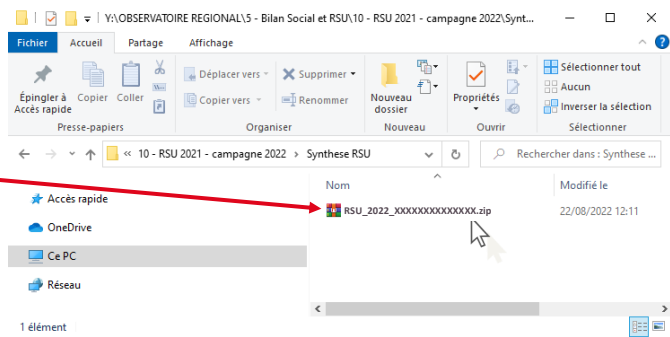 Y:\OBSERVATOIRE REGIONAL\5 - Bilan Social et RSU\10 - RSU 2021 - campagne 2022\Synt...
Fichier Accueil Partage Affichage
Épingler à Accès rapide
Copier
Coller
Déplacer vers
Copier vers
Supprimer
Renommer
Nouveau dossier
Propriétés
Sélectionner tout
Aucun
Inverser la sélection
Presse-papiers Organiser Nouveau Ouvrir Sélectionner
« 10 - RSU 2021 - campagne 2022 > Synthese RSU
Rechercher dans : Synthese ...
Nom Modifié le
Accès rapide
RSU_2022_XXXXXXXXXXXXXX.zip 22/08/2022 12:11
OneDrive
Ce PC
Réseau
1 élément